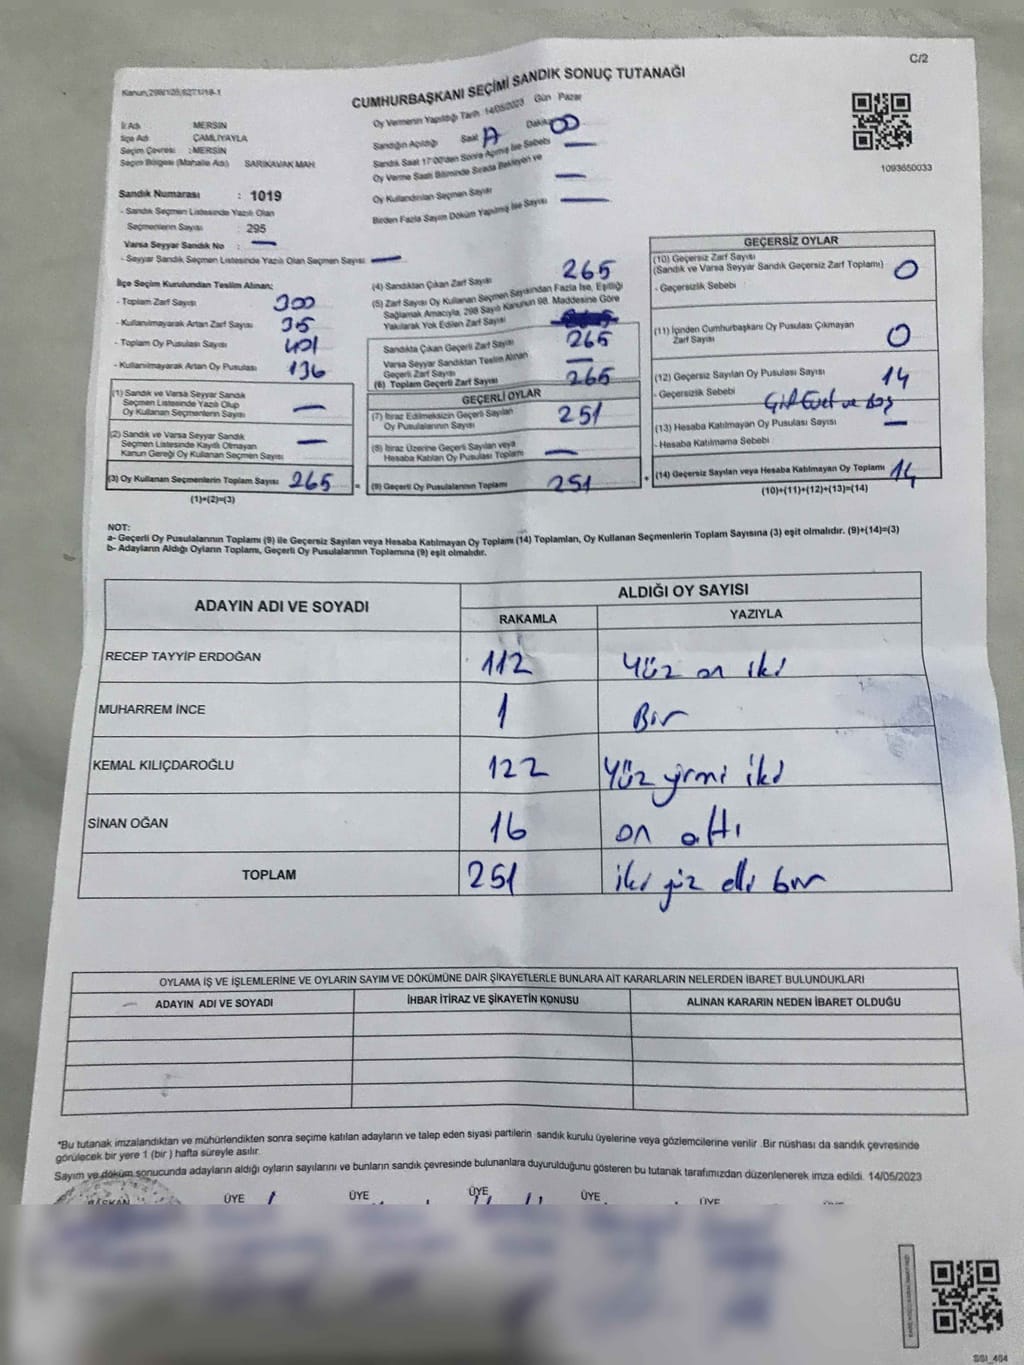 C/2
Kanun,298/105,6271/19-1
CUMHURBAŞKANI SEÇİMİ SANDIK SONUÇ TUTANAĞI
İl Adı : MERSİN
İlçe Adı : ÇAMLIYAYLA
Seçim Çevresi : MERSİN
Seçim Bölgesi (Mahalle Adı) SARIKAVAK MAH
Oy Vermenin Yapıldığı Tarih 14/05/2023 Gün Pazar
Sandığın Açıldığı Saat Dakika 00
Sandık Saat 17:00'den Sonra Açılmış İse Sebebi —
Oy Verme Saati Bitiminde Sırada Bekleyen ve
Oy Kullandırılan Seçmen Sayısı —
Birden Fazla Sayım Döküm Yapılmış İse Sayısı —
1093650033
Sandık Numarası : 1019
- Sandık Seçmen Listesinde Yazılı Olan
Seçmenlerin Sayısı : 295
Varsa Seyyar Sandık No : —
- Seyyar Sandık Seçmen Listesinde Yazılı Olan Seçmen Sayısı —
İlçe Seçim Kurulundan Teslim Alınan;
- Toplam Zarf Sayısı 300
- Kullanılmayarak Artan Zarf Sayısı 35
- Toplam Oy Pusulası Sayısı 401
- Kullanılmayarak Artan Oy Pusulası 136
(1) Sandık ve Varsa Seyyar Sandık
Seçmen Listesinde Yazılı Olup
Oy Kullanan Seçmenlerin Sayısı —
(2) Sandık ve Varsa Seyyar Sandık
Seçmen Listesinde Kayıtlı Olmayan
Kanun Gereği Oy Kullanan Seçmen Sayısı —
(3) Oy Kullanan Seçmenlerin Toplam Sayısı 265
(1)+(2)=(3)
(4) Sandıktan Çıkan Zarf Sayısı 265
(5) Zarf Sayısı Oy Kullanan Seçmen Sayısından Fazla İse, Eşitliği
Sağlamak Amacıyla, 298 Sayılı Kanunun 98. Maddesine Göre
Yakılarak Yok Edilen Zarf Sayısı
Sandıkta Çıkan Geçerli Zarf Sayısı 265
Varsa Seyyar Sandıktan Teslim Alınan
Geçerli Zarf Sayısı —
(6) Toplam Geçerli Zarf Sayısı 265
GEÇERLİ OYLAR
(7) İtiraz Edilmeksizin Geçerli Sayılan
Oy Pusulalarının Sayısı 251
(8) İtiraz Üzerine Geçerli Sayılan veya
Hesaba Katılan Oy Pusulası Toplamı —
= (9) Geçerli Oy Pusulalarının Toplamı 251
GEÇERSİZ OYLAR
(10) Geçersiz Zarf Sayısı
(Sandık ve Varsa Seyyar Sandık Geçersiz Zarf Toplamı) 0
- Geçersizlik Sebebi
(11) İçinden Cumhurbaşkanı Oy Pusulası Çıkmayan
Zarf Sayısı 0
(12) Geçersiz Sayılan Oy Pusulası Sayısı 14
- Geçersizlik Sebebi Çift Evet ve Boş
(13) Hesaba Katılmayan Oy Pusulası Sayısı —
- Hesaba Katılmama Sebebi
+ (14) Geçersiz Sayılan veya Hesaba Katılmayan Oy Toplamı 14
(10)+(11)+(12)+(13)=(14)
NOT:
a- Geçerli Oy Pusulalarının Toplamı (9) ile Geçersiz Sayılan veya Hesaba Katılmayan Oy Toplamı (14) Toplamları, Oy Kullanan Seçmenlerin Toplam Sayısına (3) eşit olmalıdır. (9)+(14)=(3)
b- Adayların Aldığı Oyların Toplamı, Geçerli Oy Pusulalarının Toplamına (9) eşit olmalıdır.
ADAYIN ADI VE SOYADI
ALDIĞI OY SAYISI
RAKAMLA YAZIYLA
RECEP TAYYİP ERDOĞAN 112 Yüz on iki
MUHARREM İNCE 1 Bir
KEMAL KILIÇDAROĞLU 122 Yüz yirmi iki
SİNAN OĞAN 16 on altı
TOPLAM 251 iki yüz elli bir
OYLAMA İŞ VE İŞLEMLERİNE VE OYLARIN SAYIM VE DÖKÜMÜNE DAİR ŞİKAYETLERLE BUNLARA AİT KARARLARIN NELERDEN İBARET BULUNDUKLARI
ADAYIN ADI VE SOYADI İHBAR İTİRAZ VE ŞİKAYETİN KONUSU ALINAN KARARIN NEDEN İBARET OLDUĞU
*Bu tutanak imzalandıktan ve mühürlendikten sonra seçime katılan adayların ve talep eden siyasi partilerin sandık kurulu üyelerine veya gözlemcilerine verilir .Bir nüshası da sandık çevresinde
görülecek bir yere 1 (bir ) hafta süreyle asılır.
Sayım ve döküm sonucunda adayların aldığı oyların sayılarını ve bunların sandık çevresinde bulunanlara duyurulduğunu gösteren bu tutanak tarafımızdan düzenlenerek imza edildi. 14/05/2023
BAŞKAN ÜYE ÜYE ÜYE ÜYE ÜYE
SSI_404